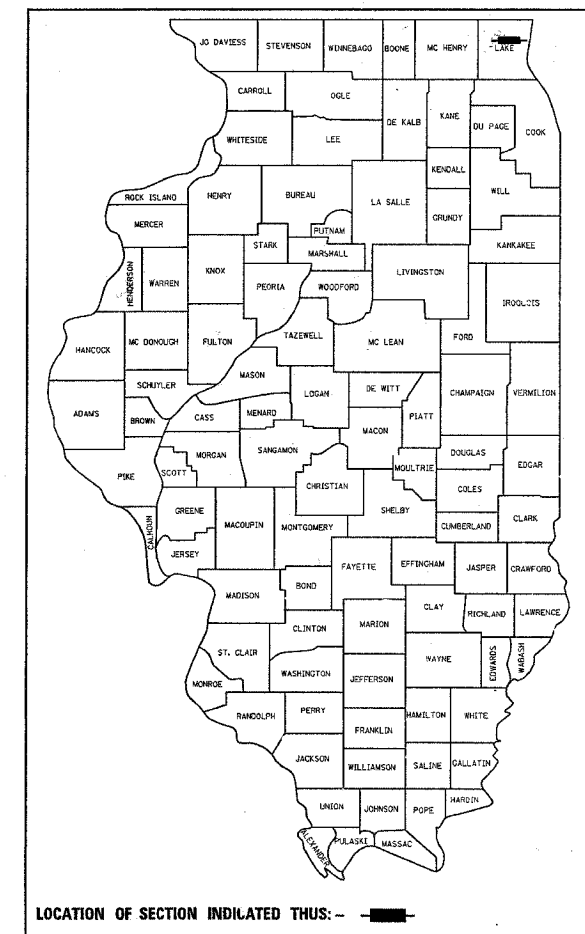 JO DAVIESS
STEVENSON
WINNEBAGO
BOONE
MC HENRY
LAKE
CARROLL
OGLE
DE KALB
KANE
DU PAGE
COOK
WHITESIDE
LEE
KENDALL
WILL
ROCK ISLAND
HENRY
BUREAU
LA SALLE
GRUNDY
MERCER
PUTNAM
KANKAKEE
STARK
MARSHALL
HENDERSON
WARREN
KNOX
PEORIA
WOODFORD
LIVINGSTON
IROQUOIS
HANCOCK
MC DONOUGH
FULTON
TAZEWELL
MC LEAN
FORD
SCHUYLER
MASON
LOGAN
DE WITT
CHAMPAIGN
VERMILION
ADAMS
BROWN
CASS
MENARD
MACON
PIATT
PIKE
SCOTT
MORGAN
SANGAMON
CHRISTIAN
MOULTRIE
DOUGLAS
EDGAR
COLES
CALHOUN
GREENE
MACOUPIN
MONTGOMERY
SHELBY
CUMBERLAND
CLARK
JERSEY
FAYETTE
EFFINGHAM
JASPER
CRAWFORD
MADISON
BOND
CLAY
RICHLAND
LAWRENCE
CLINTON
MARION
ST. CLAIR
WAYNE
EDWARDS
WABASH
WASHINGTON
JEFFERSON
MONROE
RANDOLPH
PERRY
HAMILTON
WHITE
FRANKLIN
JACKSON
WILLIAMSON
SALINE
GALLATIN
UNION
JOHNSON
POPE
HARDIN
ALEXANDER
PULASKI
MASSAC
LOCATION OF SECTION INDICATED THUS:-